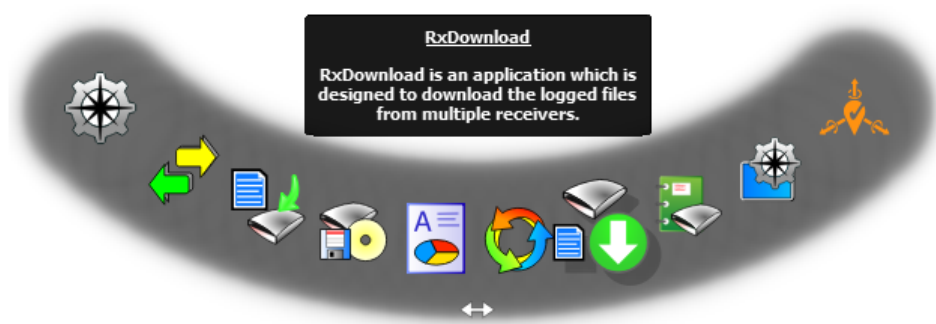 RxDownload
RxDownload is an application which is
designed to download the logged files
from multiple receivers.
A